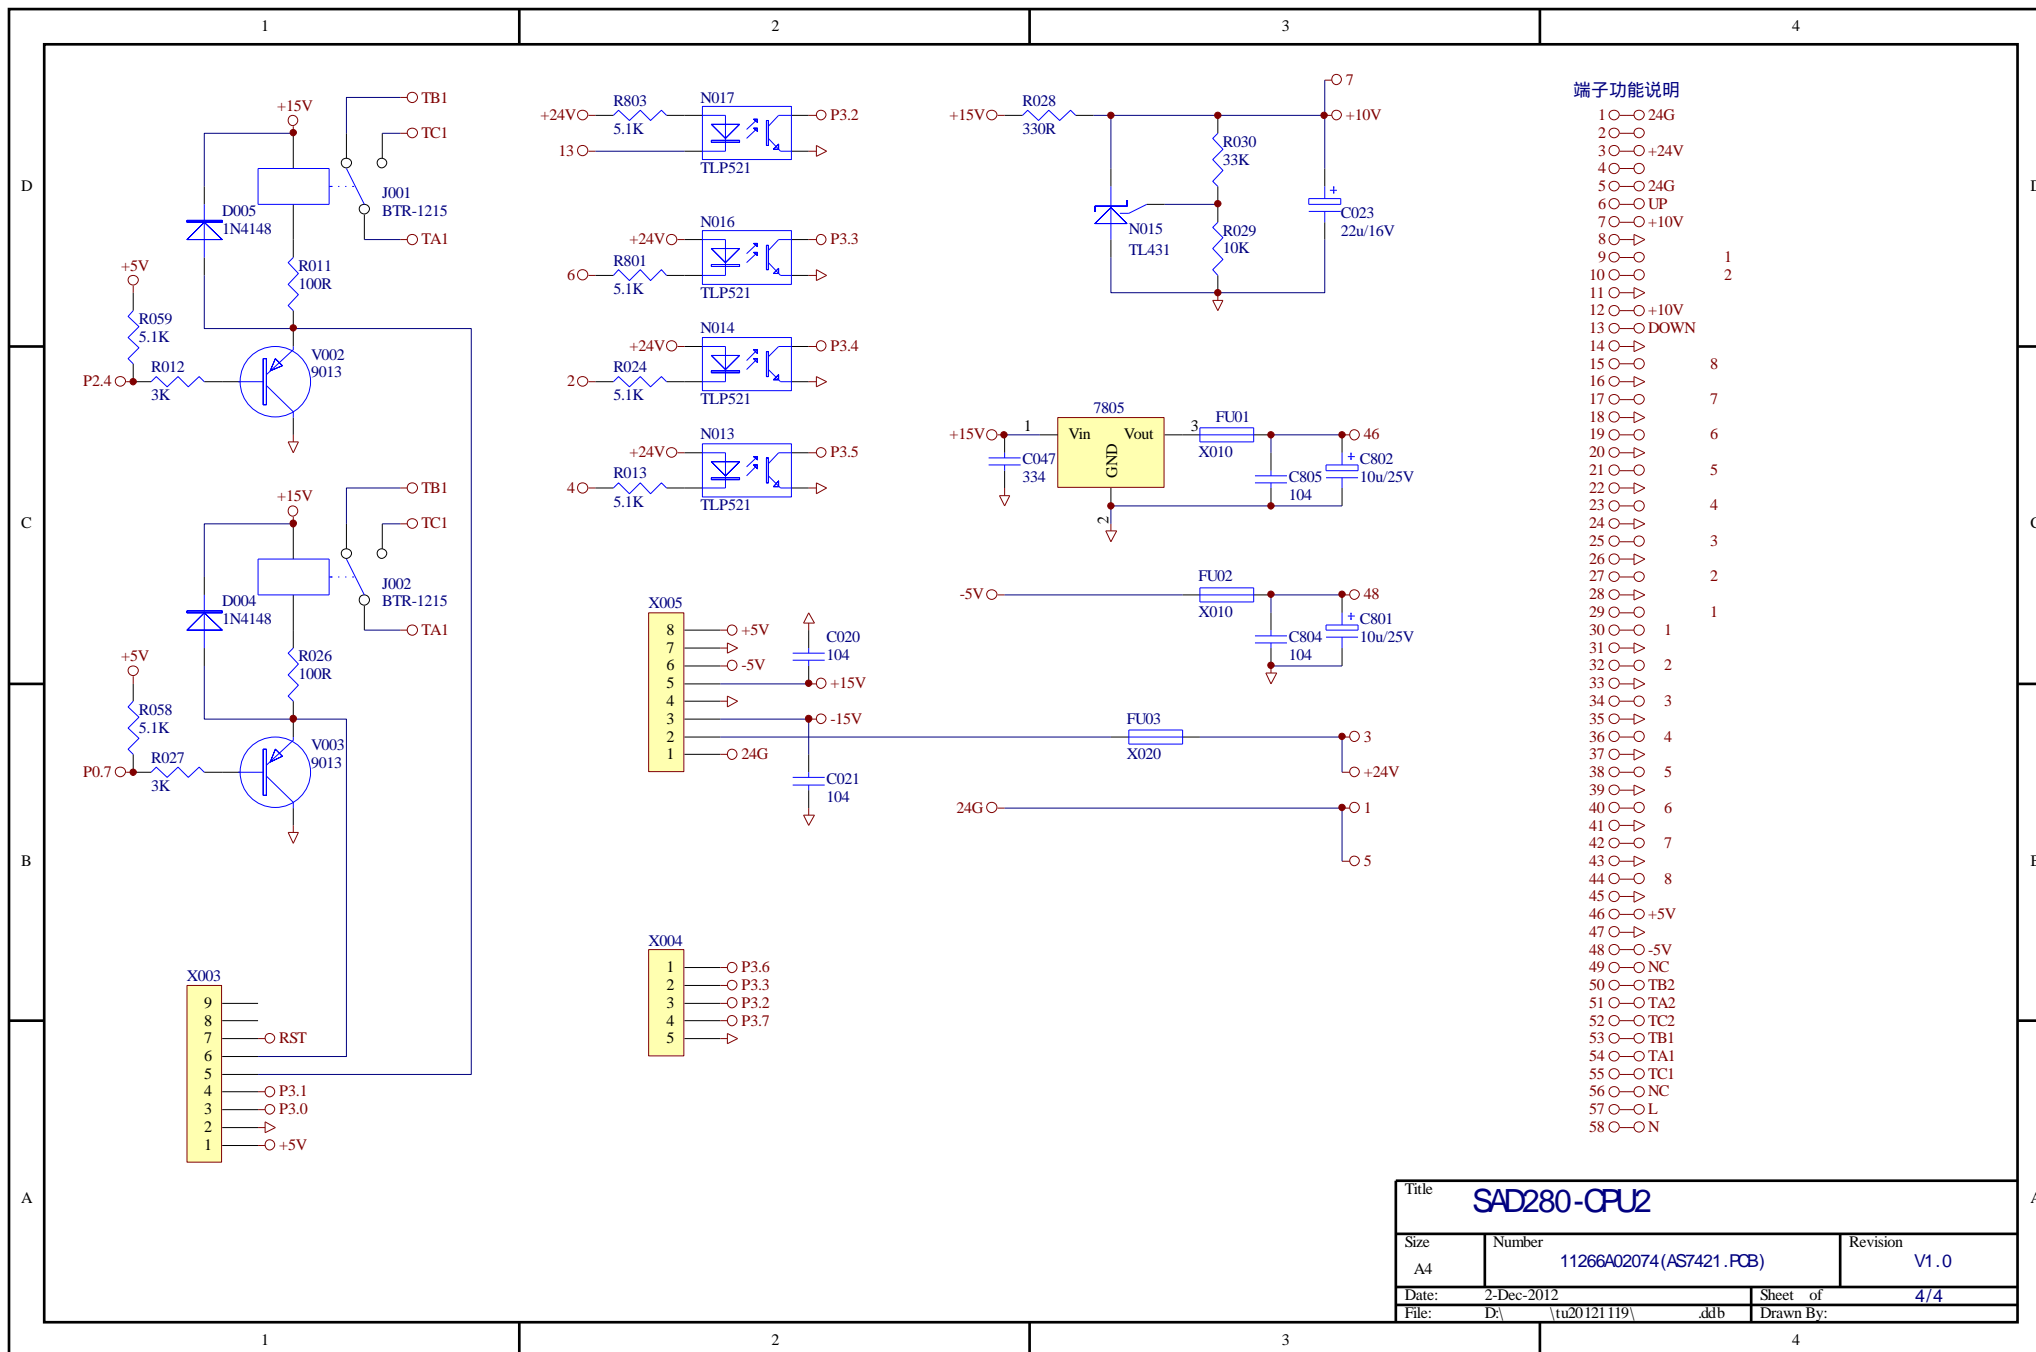 1 2 3 4
D
C
B
A
+15V
TB1
TC1
J001
BTR-1215
TA1
D005
1N4148
R011
100R
+5V
R059
5.1K
P2.4
R012
3K
V002
9013
+15V
TB1
TC1
J002
BTR-1215
TA1
D004
1N4148
R026
100R
+5V
R058
5.1K
P0.7
R027
3K
V003
9013
X003
9
8
7 RST
6
5
4 P3.1
3 P3.0
2
1 +5V
+24V R803 5.1K N017 P3.2
13
TLP521
N016
+24V P3.3
6 R801
5.1K TLP521
N014
+24V P3.4
2 R024
5.1K TLP521
N013
+24V P3.5
4 R013
5.1K TLP521
X005
8 +5V
7
6 -5V
5 +15V
4
3 -15V
2
1 24G
C020
104
C021
104
X004
1 P3.6
2 P3.3
3 P3.2
4 P3.7
5
7
+15V R028 +10V
330R
R030
33K
N015
TL431
R029
10K
+
C023
22u/16V
7805
+15V 1 Vin Vout 3
GND
2
C047
334
FU01
X010
46
C805
104
+ C802
10u/25V
-5V
FU02
X010
48
C804
104
+ C801
10u/25V
FU03
X020
3
+24V
24G 1
5
端子功能说明
1 24G
2
3 +24V
4
5 24G
6 UP
7 +10V
8
9 1
10 2
11
12 +10V
13 DOWN
14
15 8
16
17 7
18
19 6
20
21 5
22
23 4
24
25 3
26
27 2
28
29 1
30 1
31
32 2
33
34 3
35
36 4
37
38 5
39
40 6
41
42 7
43
44 8
45
46 +5V
47
48 -5V
49 NC
50 TB2
51 TA2
52 TC2
53 TB1
54 TA1
55 TC1
56 NC
57 L
58 N
Title SAD280-CPU2
Size Number Revision
A4 11266A02074(AS7421.PCB) V1.0
Date: 2-Dec-2012 Sheet of 4/4
File: D:\ \tu20121119\ .ddb Drawn By:
1 2 3 4